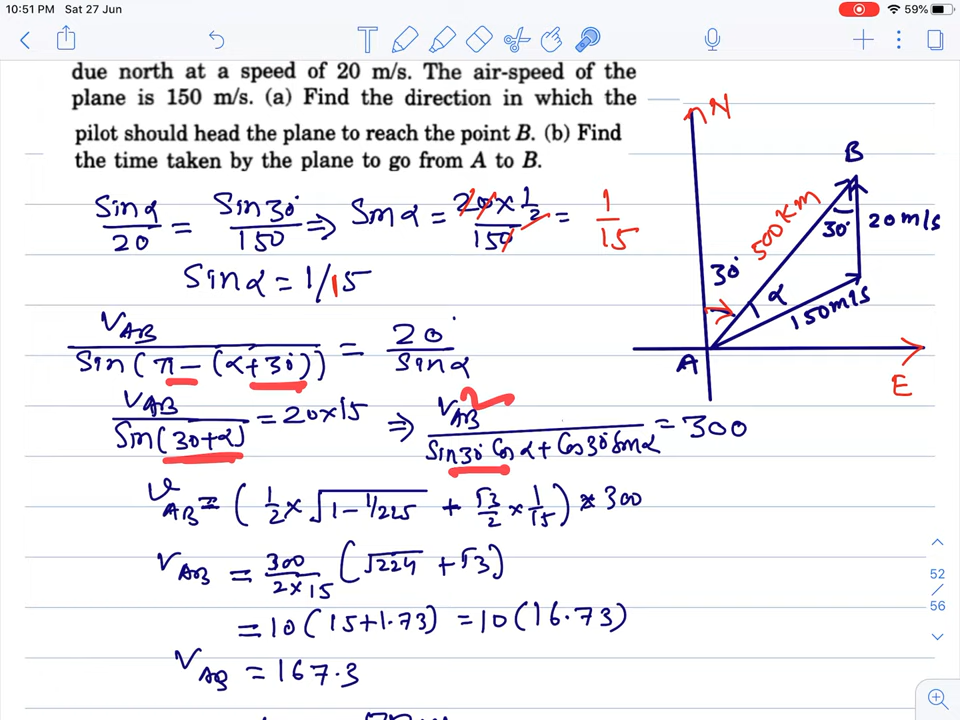 10:51 PM Sat 27 Jun
59%
due north at a speed of 20 m/s. The air-speed of the
plane is 150 m/s. (a) Find the direction in which the
pilot should head the plane to reach the point B. (b) Find
the time taken by the plane to go from A to B.
N
B
500 Km
30°
20m/s
30°
α
150m/s
A
E
Sinα/20 = Sin30°/150 ⇒ Sinα = 20×1/2/150 = 1/15
Sinα = 1/15
V_AB/Sin(π-(α+30°)) = 20/Sinα
V_AB/Sin(30+α) = 20×15 ⇒ V_AB/Sin30°Cosα+Cos30°Sinα = 300
V_AB = (1/2 × √1-1/225 + √3/2 × 1/15) × 300
V_AB = 300/2×15 (√224 + √3)
= 10(15+1.73) = 10(16.73)
V_AB = 167.3
52
/
56